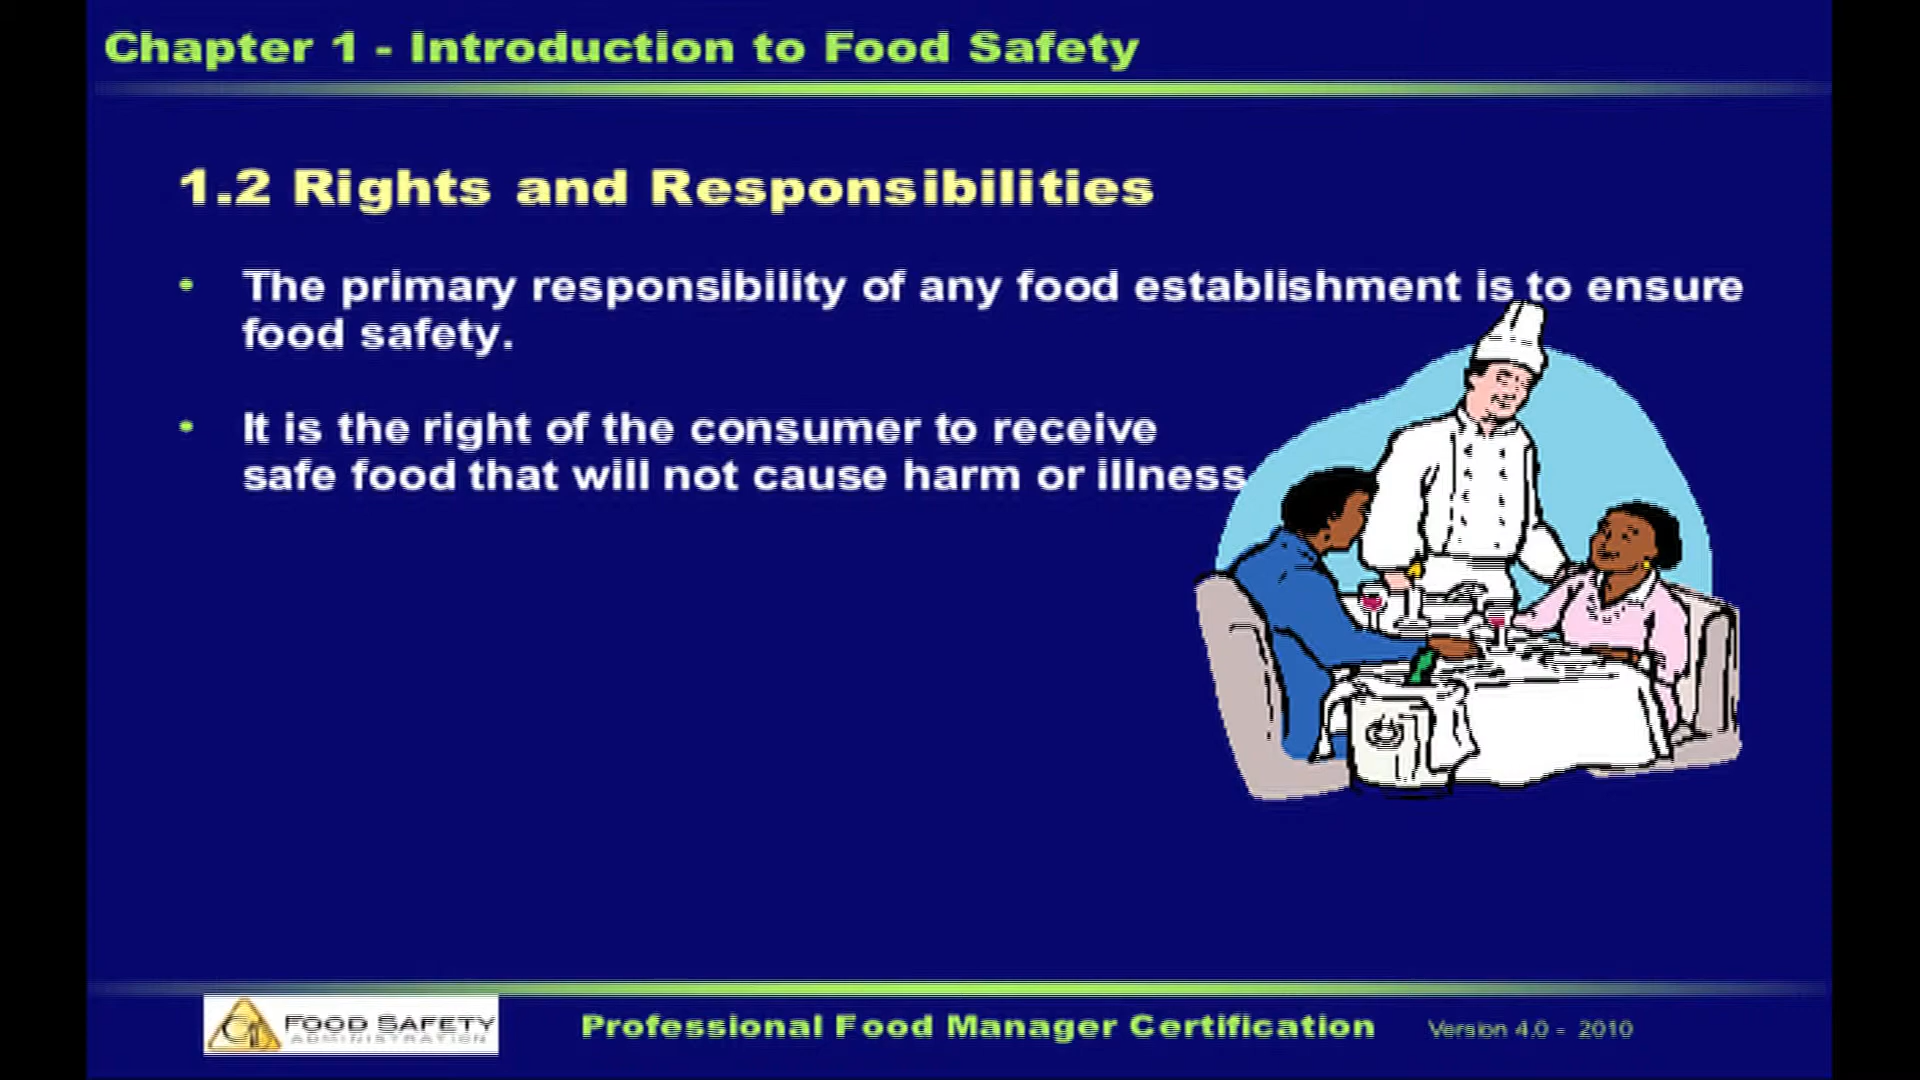 Chapter 1 - Introduction to Food Safety
1.2 Rights and Responsibilities
• The primary responsibility of any food establishment is to ensure
food safety.
• It is the right of the consumer to receive
safe food that will not cause harm or illness
FOOD SAFETY
ADMINISTRATION
Professional Food Manager Certification
Version 4.0 - 2010